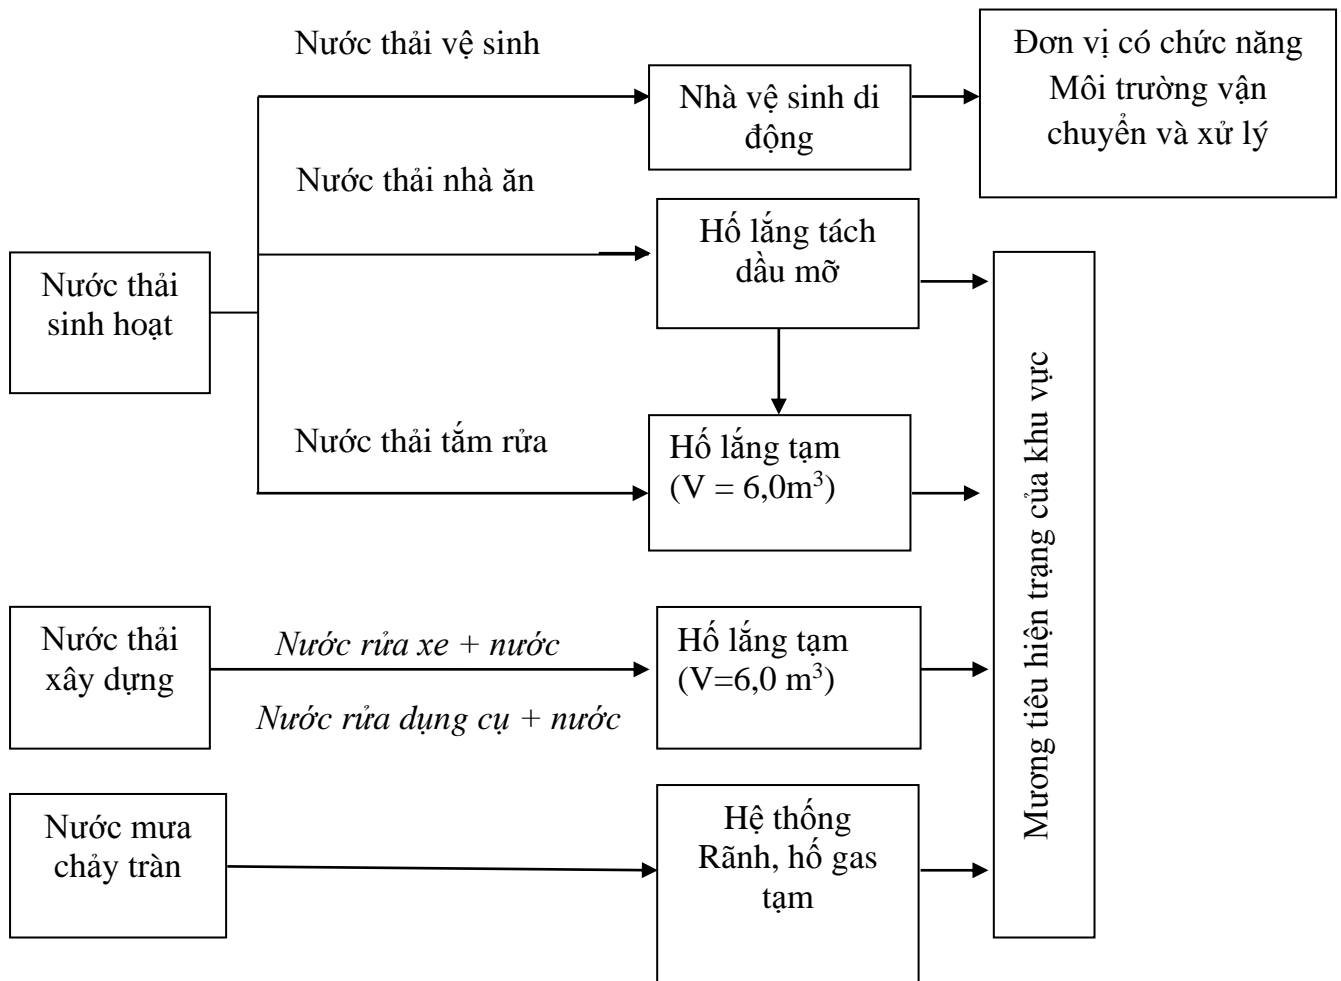 Nước thải vệ sinh
Đơn vị có chức năng
Môi trường vận
chuyển và xử lý
Nhà vệ sinh di
động
Nước thải nhà ăn
Hố lắng tách
dầu mỡ
Nước thải
sinh hoạt
Nước thải tắm rửa
Hố lắng tạm
(V = 6,0m³)
Mương tiêu hiện trạng của khu vực
Nước thải
xây dựng
Nước rửa xe + nước
Nước rửa dụng cụ + nước
Hố lắng tạm
(V=6,0 m³)
Nước mưa
chảy tràn
Hệ thống
Rãnh, hố gas
tạm